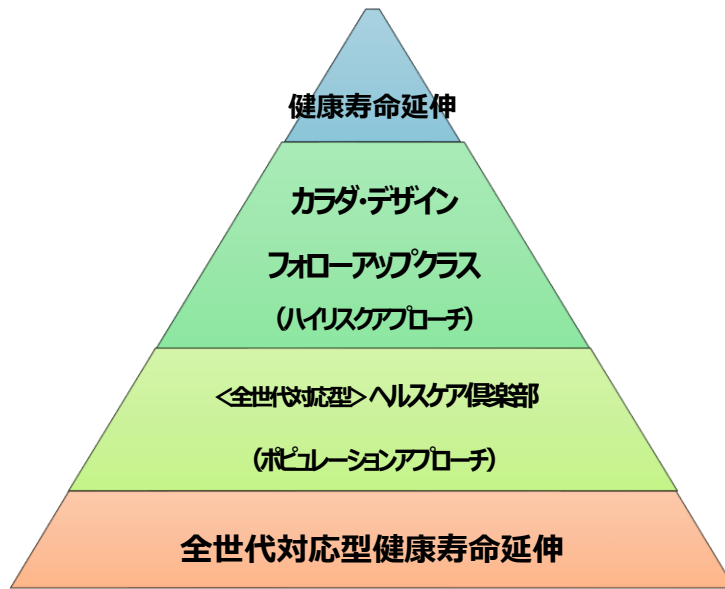 健康寿命延伸
カラダ・デザイン
フォローアップクラス
（ハイリスクアプローチ）
＜全世代対応型＞ヘルスケア倶楽部
（ポピュレーションアプローチ）
全世代対応型健康寿命延伸